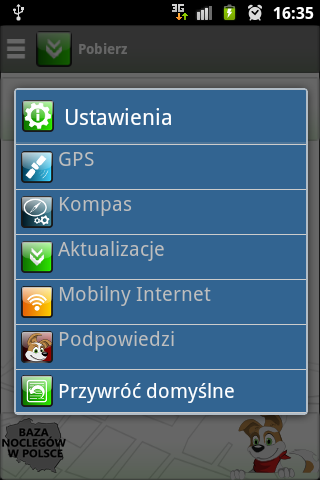 3G 16:35
Pobierz
Ustawienia
GPS
Kompas
Aktualizacje
Mobilny Internet
Podpowiedzi
Przywróć domyślne
BAZA
NOCLEGÓW
W POLSCE